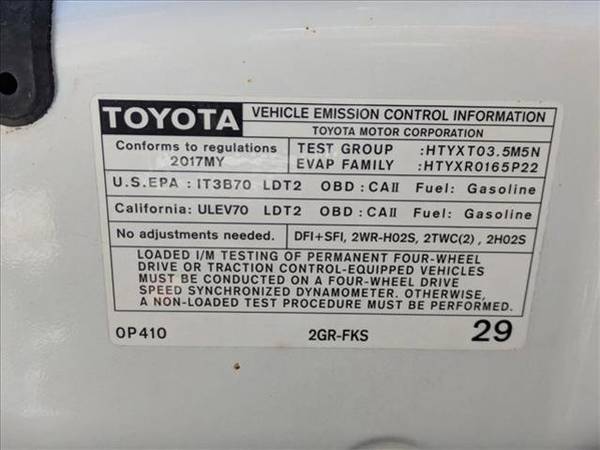 TOYOTA
VEHICLE EMISSION CONTROL INFORMATION
TOYOTA MOTOR CORPORATION
Conforms to regulations
2017MY
TEST GROUP :HTYXT03.5M5N
EVAP FAMILY :HTYXR0165P22
U.S.EPA : IT3B70 LDT2 OBD : CAII Fuel: Gasoline
California: ULEV70 LDT2 OBD : CAII Fuel: Gasoline
No adjustments needed. DFI+SFI, 2WR-HO2S, 2TWC(2) , 2HO2S
LOADED I/M TESTING OF PERMANENT FOUR-WHEEL
DRIVE OR TRACTION CONTROL-EQUIPPED VEHICLES
MUST BE CONDUCTED ON A FOUR-WHEEL DRIVE
SPEED SYNCHRONIZED DYNAMOMETER. OTHERWISE,
A NON-LOADED TEST PROCEDURE MUST BE PERFORMED.
0P410 2GR-FKS 29